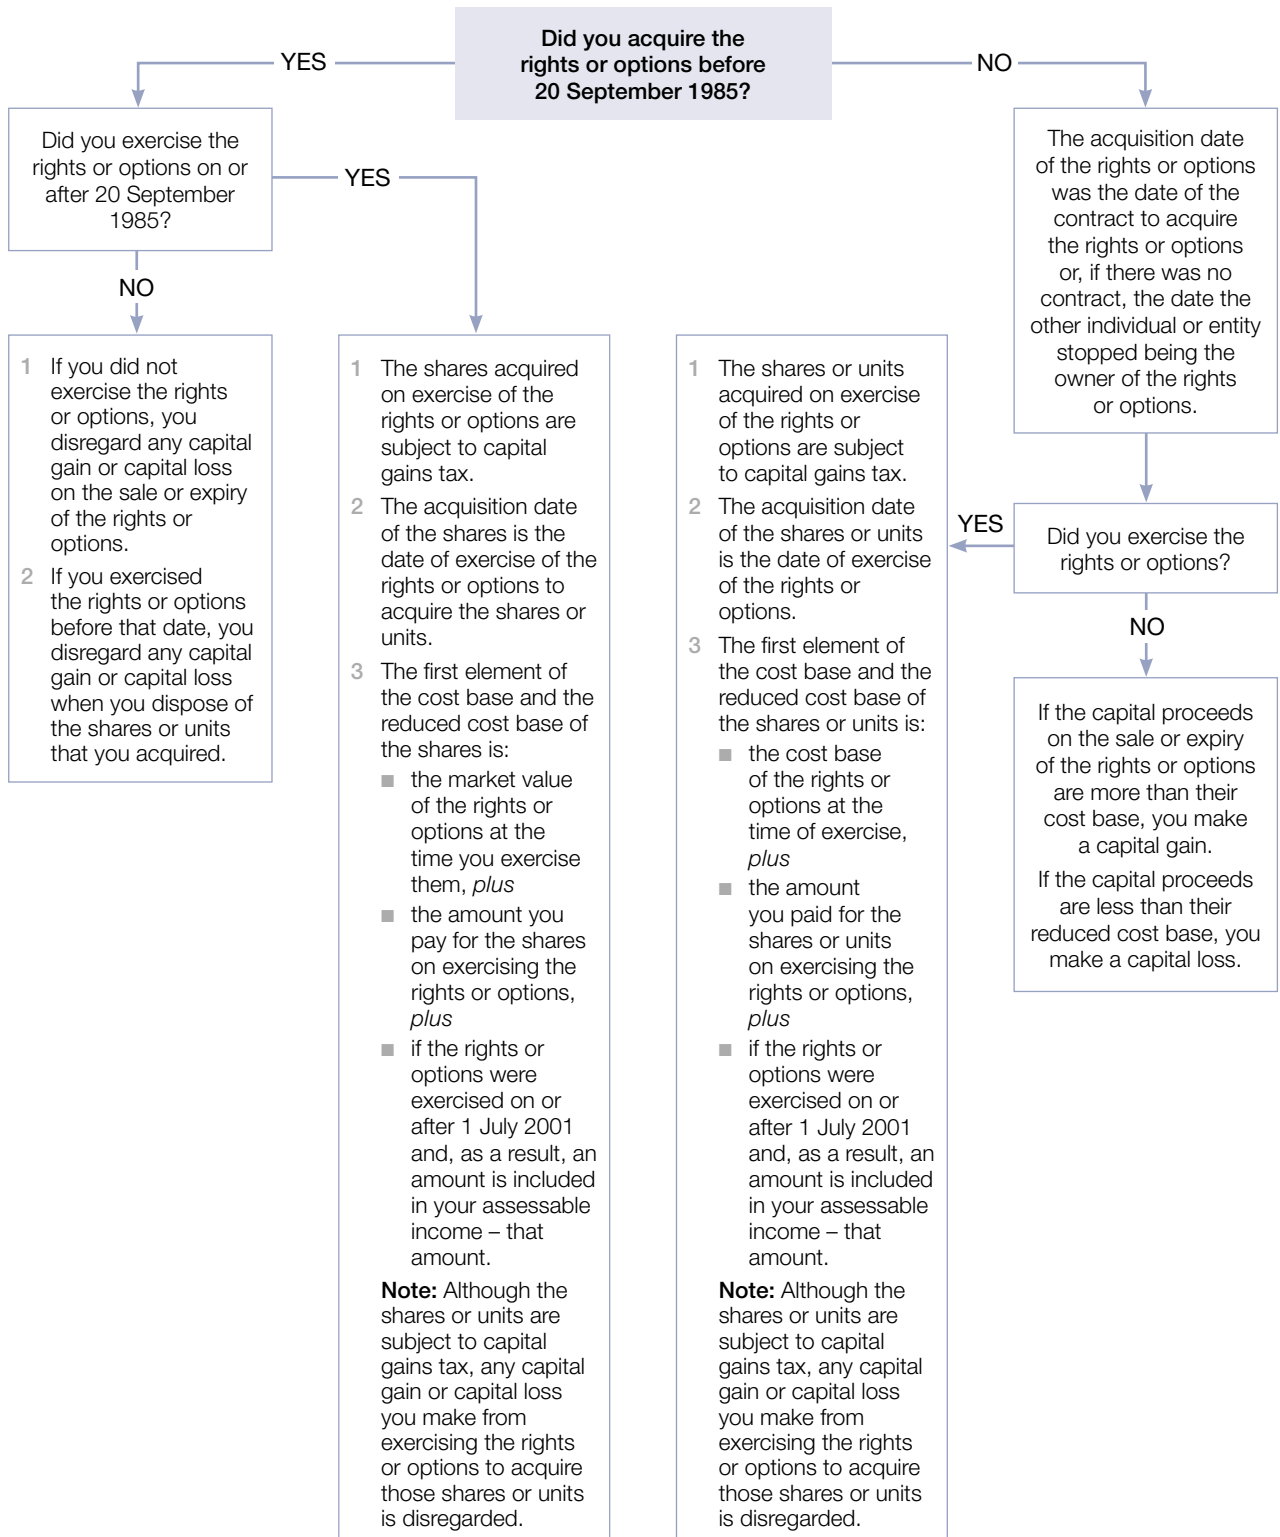 Did you acquire the
rights or options before
20 September 1985?
YES
NO
Did you exercise the
rights or options on or
after 20 September
1985?
YES
NO
1 If you did not
exercise the rights
or options, you
disregard any capital
gain or capital loss
on the sale or expiry
of the rights or
options.
2 If you exercised
the rights or options
before that date, you
disregard any capital
gain or capital loss
when you dispose of
the shares or units
that you acquired.
1 The shares acquired
on exercise of the
rights or options are
subject to capital
gains tax.
2 The acquisition date
of the shares is the
date of exercise of the
rights or options to
acquire the shares or
units.
3 The first element of
the cost base and the
reduced cost base of
the shares is:
■ the market value
of the rights or
options at the
time you exercise
them, plus
■ the amount you
pay for the shares
on exercising the
rights or options,
plus
■ if the rights or
options were
exercised on or
after 1 July 2001
and, as a result, an
amount is included
in your assessable
income – that
amount.
Note: Although the
shares or units are
subject to capital
gains tax, any capital
gain or capital loss
you make from
exercising the rights
or options to acquire
those shares or units
is disregarded.
The acquisition date
of the rights or options
was the date of the
contract to acquire
the rights or options
or, if there was no
contract, the date the
other individual or entity
stopped being the
owner of the rights
or options.
Did you exercise the
rights or options?
YES
NO
1 The shares or units
acquired on exercise
of the rights or
options are subject
to capital gains tax.
2 The acquisition date
of the shares or units
is the date of exercise
of the rights or
options.
3 The first element of
the cost base and the
reduced cost base of
the shares or units is:
■ the cost base
of the rights or
options at the
time of exercise,
plus
■ the amount
you paid for the
shares or units
on exercising the
rights or options,
plus
■ if the rights or
options were
exercised on or
after 1 July 2001
and, as a result, an
amount is included
in your assessable
income – that
amount.
Note: Although the
shares or units are
subject to capital
gains tax, any capital
gain or capital loss
you make from
exercising the rights
or options to acquire
those shares or units
is disregarded.
If the capital proceeds
on the sale or expiry
of the rights or options
are more than their
cost base, you make
a capital gain.
If the capital proceeds
are less than their
reduced cost base, you
make a capital loss.